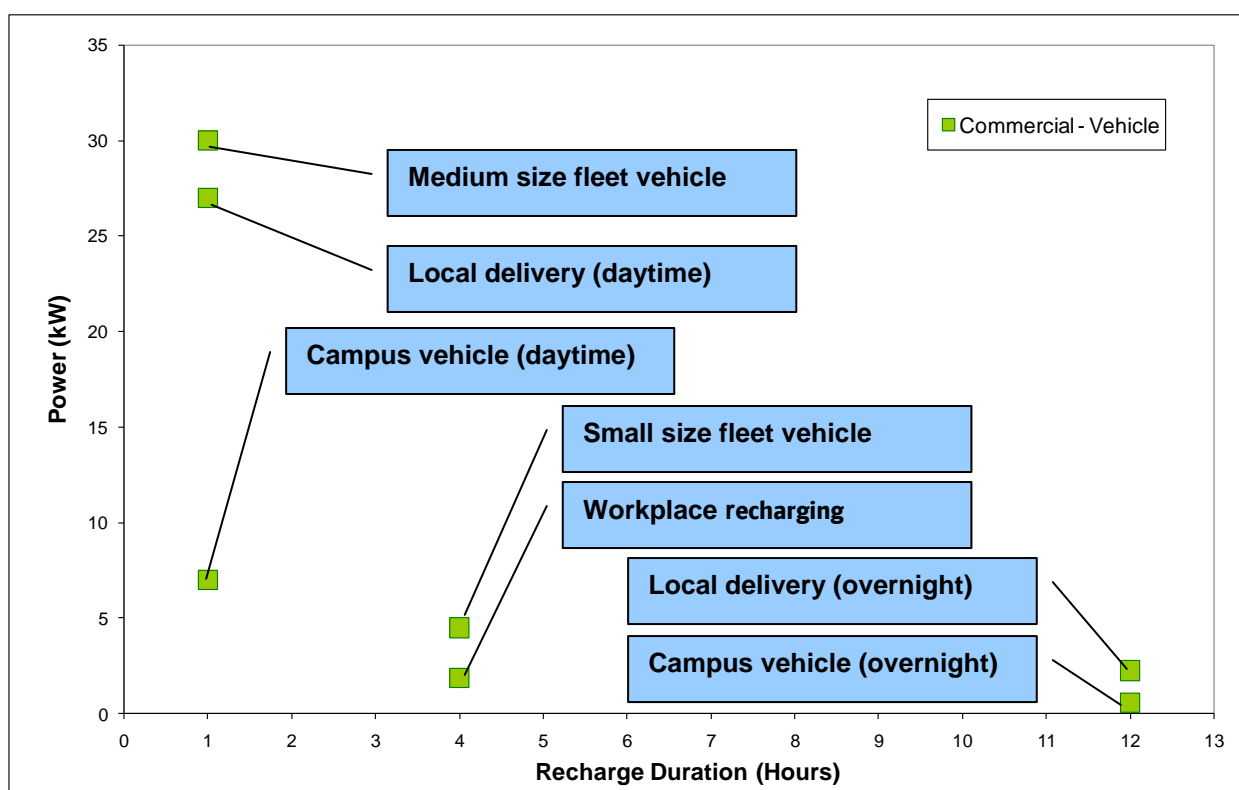 35
30
25
20
15
10
5
0
Power (kW)
Commercial - Vehicle
Medium size fleet vehicle
Local delivery (daytime)
Campus vehicle (daytime)
Small size fleet vehicle
Workplace recharging
Local delivery (overnight)
Campus vehicle (overnight)
0 1 2 3 4 5 6 7 8 9 10 11 12 13
Recharge Duration (Hours)